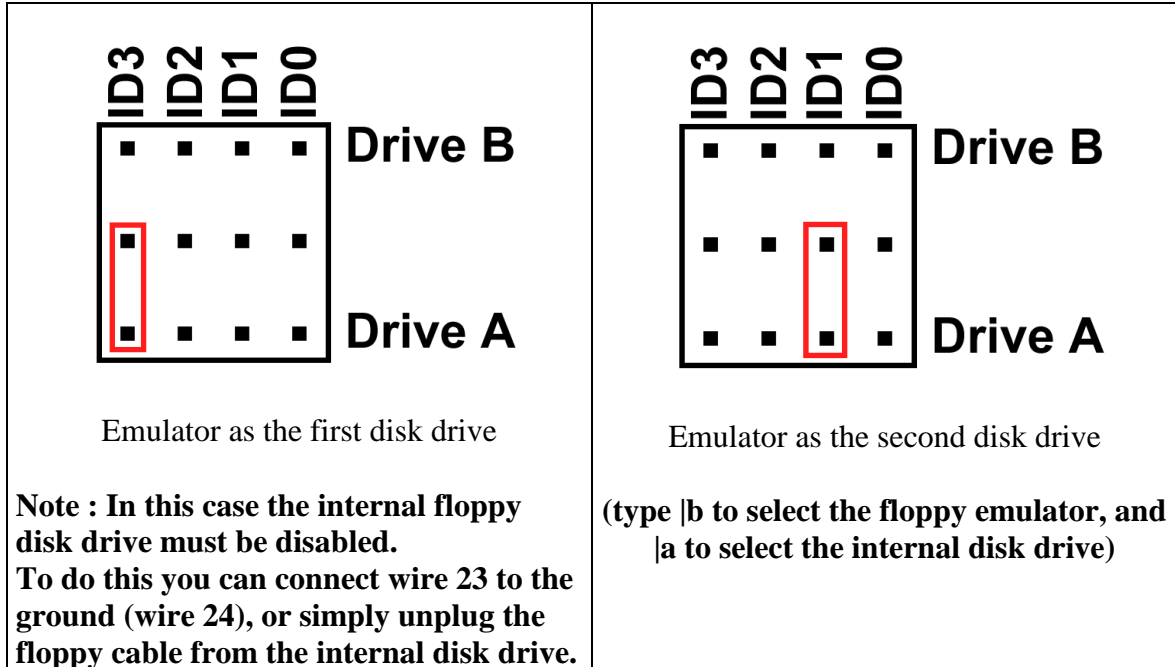 ID3 ID2 ID1 ID0
Drive B
Drive A
Emulator as the first disk drive
Note : In this case the internal floppy
disk drive must be disabled.
To do this you can connect wire 23 to the
ground (wire 24), or simply unplug the
floppy cable from the internal disk drive.
ID3 ID2 ID1 ID0
Drive B
Drive A
Emulator as the second disk drive
(type |b to select the floppy emulator, and
|a to select the internal disk drive)